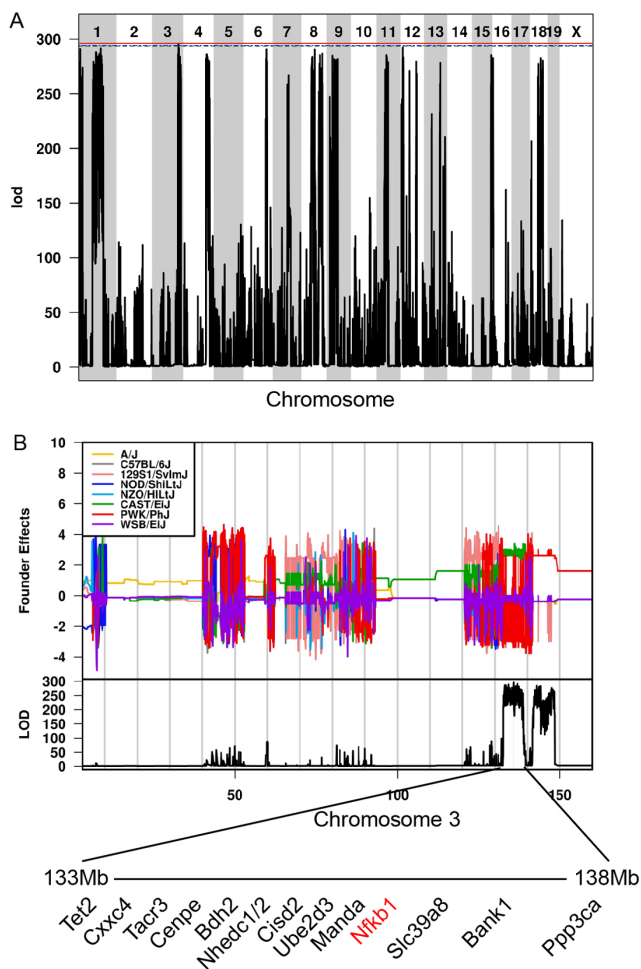 A
300
250
200
150
100
50
0
lod
1 2 3 4 5 6 7 8 9 10 11 12 13 14 15 16 17 18 19 X
Chromosome
B
10
8
6
4
2
0
-2
-4
Founder Effects
A/J
C57BL/6J
129S1/SvImJ
NOD/ShiLtJ
NZO/HILtJ
CAST/EiJ
PWK/PhJ
WSB/EiJ
300
250
200
150
100
50
0
LOD
50 100 150
Chromosome 3
133Mb 138Mb
Tet2
Cxxc4
Tacr3
Cenpe
Bdh2
Nhedc1/2
Cisd2
Ube2d3
Manda
Nfkb1
Slc39a8
Bank1
Ppp3ca